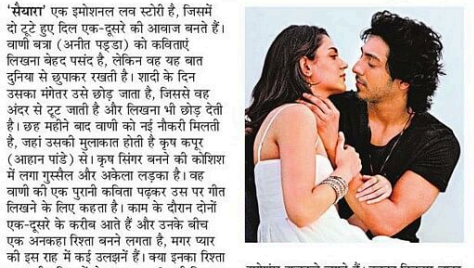 ‘सैयारा’ एक इमोशनल लव स्टोरी है, जिसमें
दो टूटे हुए दिल एक-दूसरे की आवाज बनते हैं।
वाणी बत्रा (अनीत पड्डा) को कविताएं
लिखना बेहद पसंद है, लेकिन वह यह बात
दुनिया से छुपाकर रखती है। शादी के दिन
उसका मंगेतर उसे छोड़ जाता है, जिससे वह
अंदर से टूट जाती है और लिखना भी छोड़ देती
है। छह महीने बाद वाणी को नई नौकरी मिलती
है, जहां उसकी मुलाकात होती है कृष कपूर
(आहान पांडे) से। कृष सिंगर बनने की कोशिश
में लगा गुस्सैल और अकेला लड़का है। वह
वाणी की एक पुरानी कविता पढ़कर उस पर गीत
लिखने के लिए कहता है। काम के दौरान दोनों
एक-दूसरे के करीब आते हैं और उनके बीच
एक अनकहा रिश्ता बनने लगता है, मगर प्यार
की इस राह में कई उलझनें हैं। क्या इनका रिश्ता